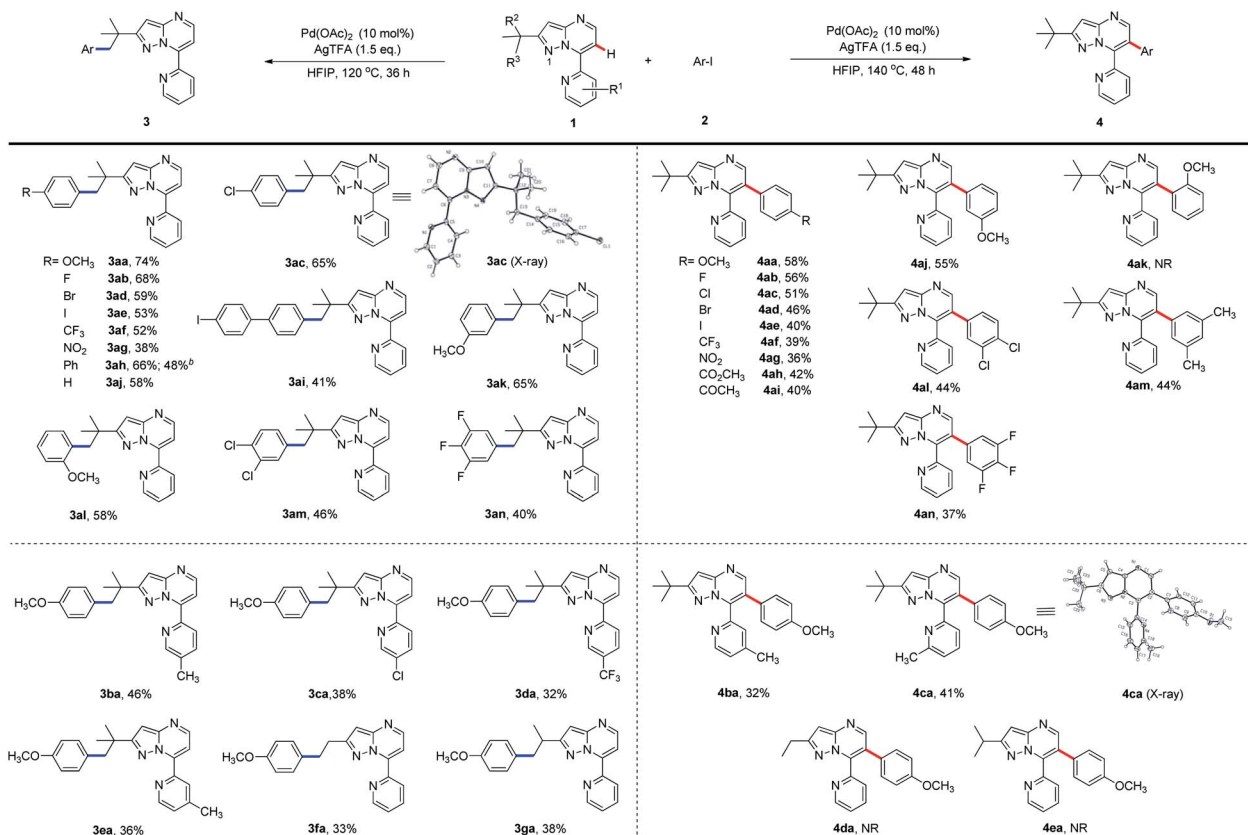 Pd(OAc)2 (10 mol%)
AgTFA (1.5 eq.)
HFIP, 120 °C, 36 h
Pd(OAc)2 (10 mol%)
AgTFA (1.5 eq.)
HFIP, 140 °C, 48 h
Ar
N
N
N
N
3
R2
R3
N
N
N
1
H
N
R1
1
+
Ar-I
2
N
N
N
Ar
N
4
R
N
N
N
N
R= OCH3 3aa, 74%
F 3ab, 68%
Br 3ad, 59%
I 3ae, 53%
CF3 3af, 52%
NO2 3ag, 38%
Ph 3ah, 66%; 48%b
H 3aj, 58%
Cl
N
N
N
N
3ac, 65%
3ac (X-ray)
I
N
N
N
N
3ai, 41%
OCH3
N
N
N
N
3ak, 65%
OCH3
N
N
N
N
3al, 58%
Cl
Cl
N
N
N
N
3am, 46%
F
F
F
N
N
N
N
3an, 40%
N
N
N
N
R
R= OCH3 4aa, 58%
F 4ab, 56%
Cl 4ac, 51%
Br 4ad, 46%
I 4ae, 40%
CF3 4af, 39%
NO2 4ag, 36%
CO2CH3 4ah, 42%
COCH3 4ai, 40%
N
N
N
N
OCH3
4aj, 55%
N
N
N
N
OCH3
4ak, NR
N
N
N
N
Cl
Cl
4al, 44%
N
N
N
N
CH3
CH3
4am, 44%
N
N
N
N
F
F
F
4an, 37%
H3CO
N
N
N
N
CH3
3ba, 46%
H3CO
N
N
N
N
Cl
3ca,38%
H3CO
N
N
N
N
CF3
3da, 32%
H3CO
N
N
N
N
CH3
3ea, 36%
H3CO
N
N
N
N
3fa, 33%
H3CO
N
N
N
N
3ga, 38%
N
N
N
N
OCH3
CH3
4ba, 32%
N
N
N
N
OCH3
H3C
4ca, 41%
4ca (X-ray)
N
N
N
N
OCH3
4da, NR
N
N
N
N
OCH3
4ea, NR